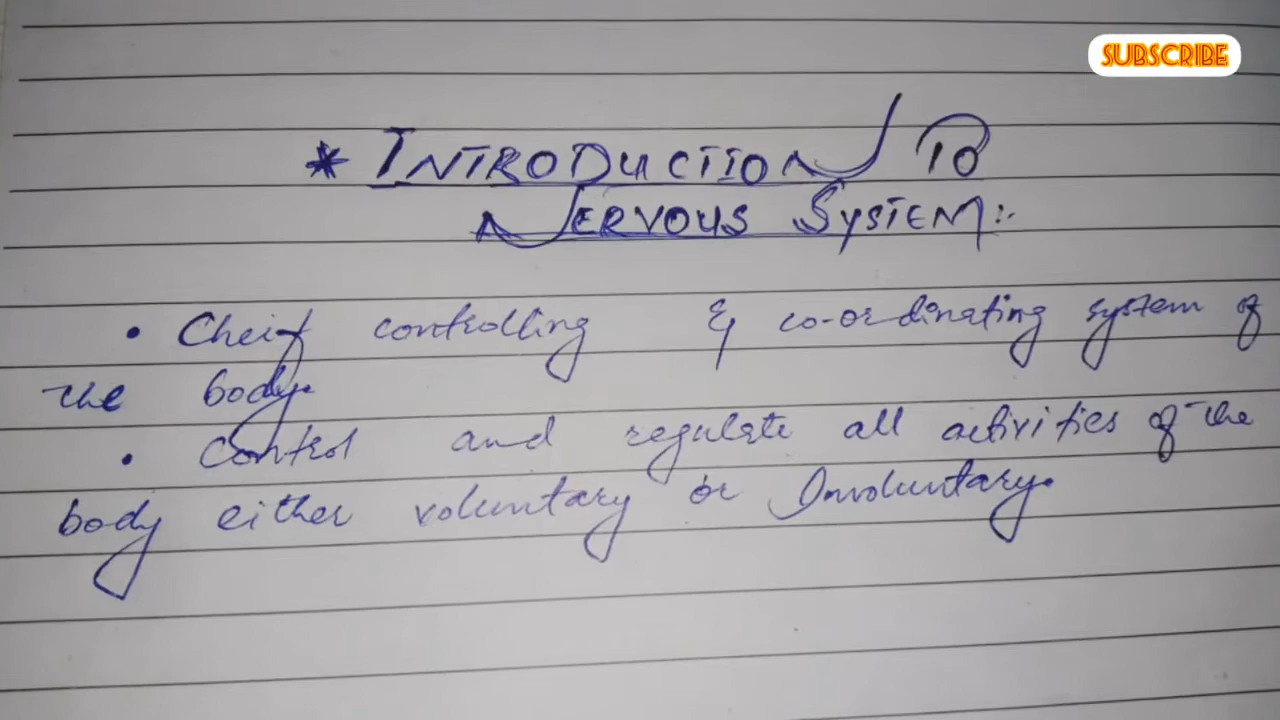 SUBSCRIBE
* INTRODUCTION TO
NERVOUS SYSTEM:-
• Cheif controlling & co-ordinating system of
the body.
• Control and regulate all activities of the
body either voluntary or Involuntary.